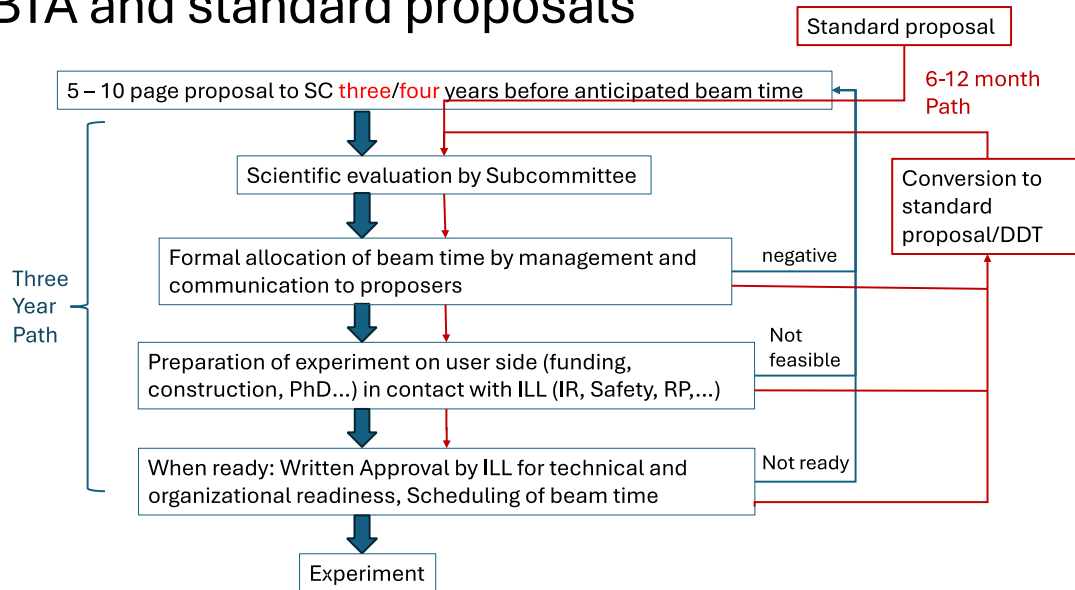 BTA and standard proposals
Standard proposal
5 – 10 page proposal to SC three/four years before anticipated beam time
6-12 month
Path
Scientific evaluation by Subcommittee
Conversion to
standard
proposal/DDT
Formal allocation of beam time by management and
communication to proposers
negative
Three
Year
Path
Not
feasible
Preparation of experiment on user side (funding,
construction, PhD...) in contact with ILL (IR, Safety, RP,...)
When ready: Written Approval by ILL for technical and
organizational readiness, Scheduling of beam time
Not ready
Experiment